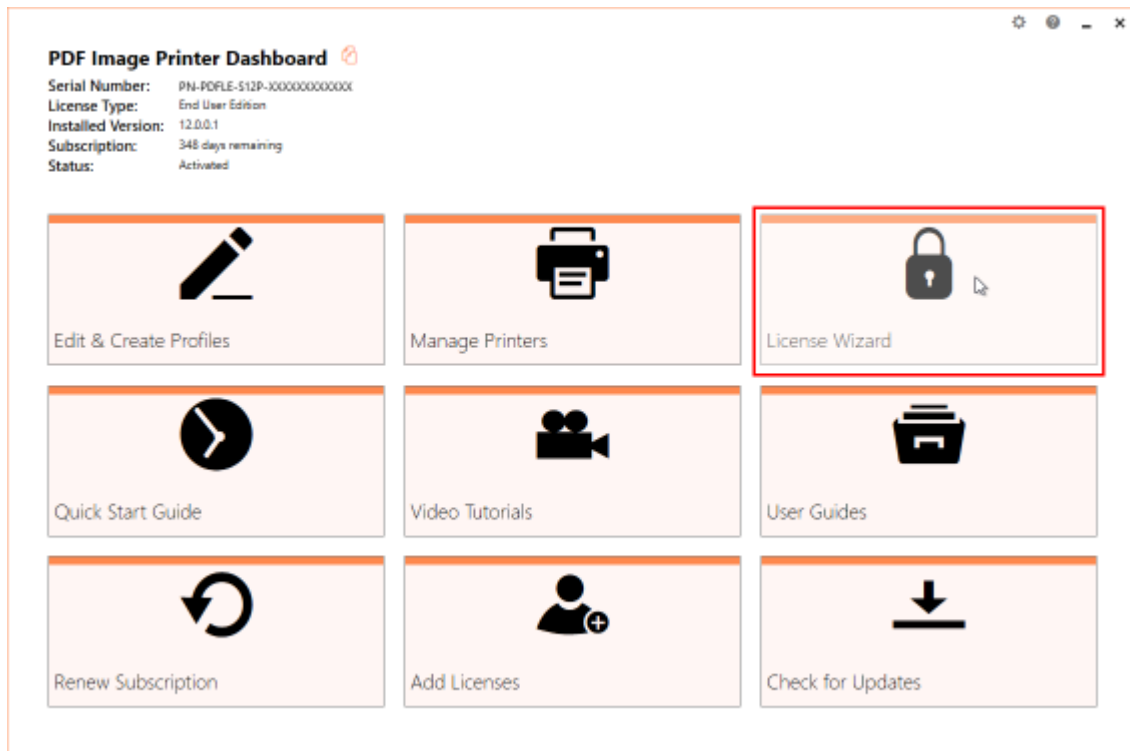 PDF Image Printer Dashboard
Serial Number: PN-PDFLE-S12P-XXXXXXXXXXXX
License Type: End User Edition
Installed Version: 12.0.0.1
Subscription: 348 days remaining
Status: Activated
Edit & Create Profiles
Manage Printers
License Wizard
Quick Start Guide
Video Tutorials
User Guides
Renew Subscription
Add Licenses
Check for Updates